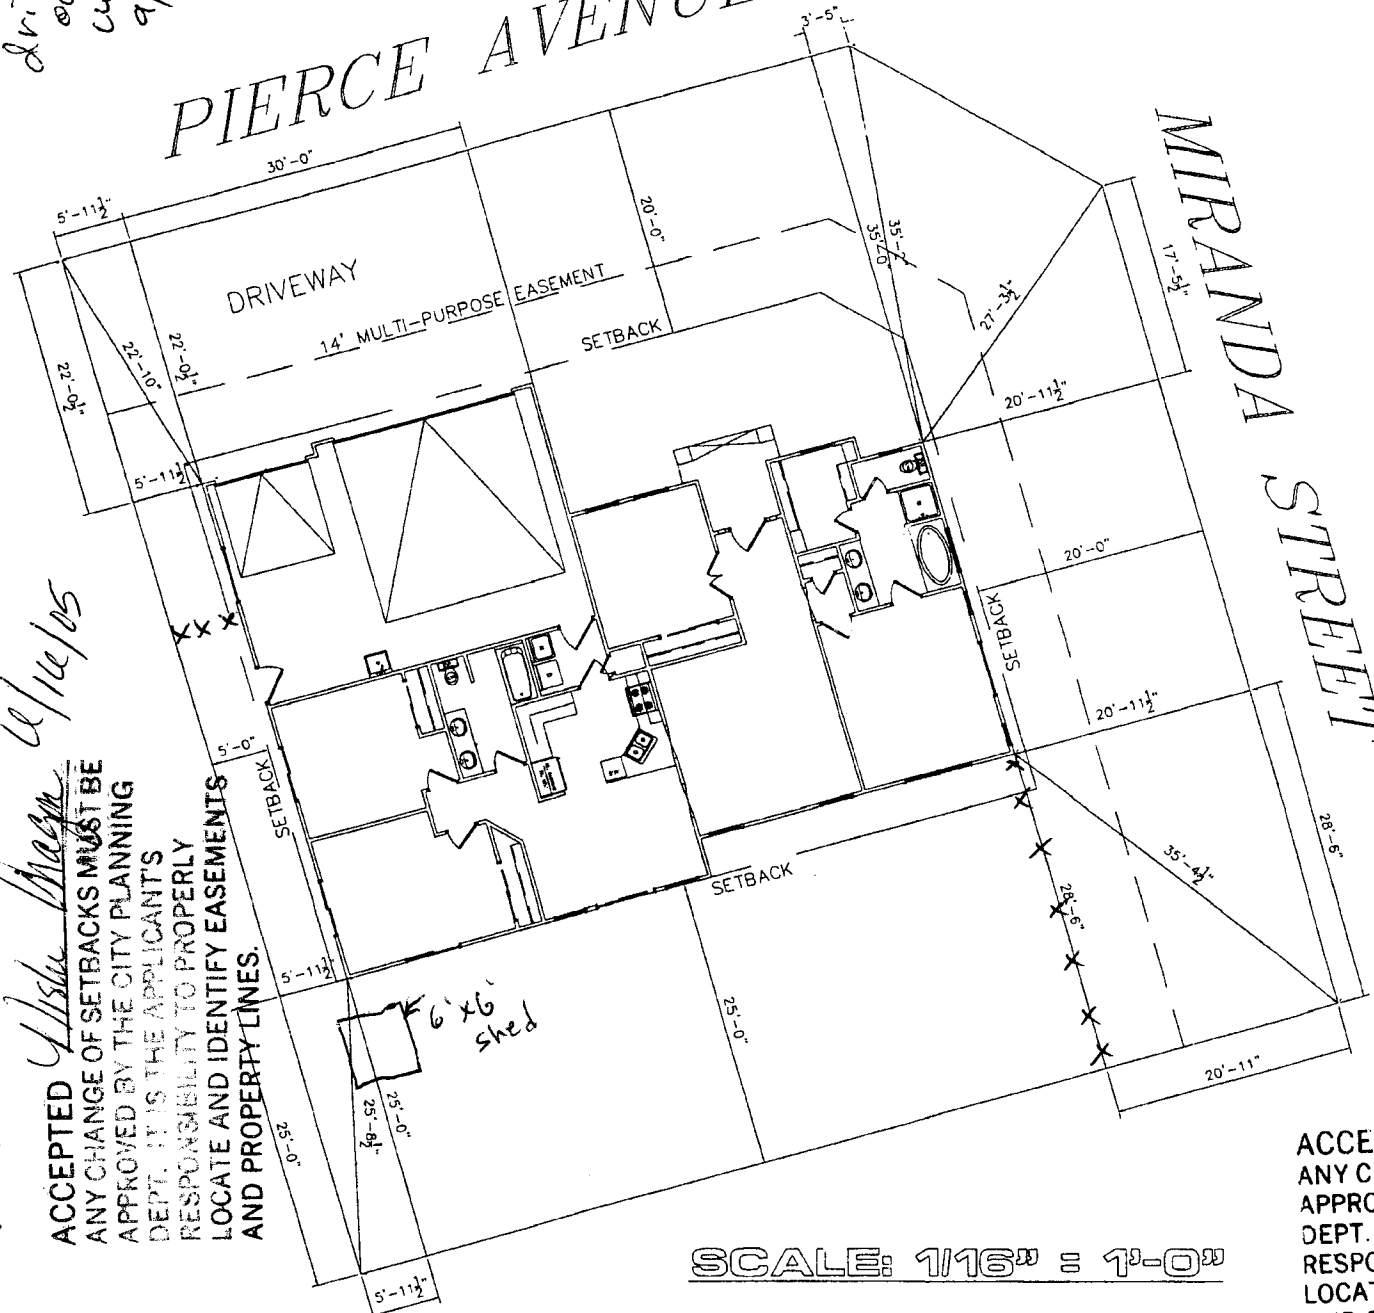 PIERCE AVENUE
MIRANDA STREET
3'-5"
30'-0"
5'-11½"
20'-0"
35'-2"
35'-0"
17'-5½"
DRIVEWAY
14' MULTI-PURPOSE EASEMENT
SETBACK
27'-3½"
22'-0½"
22'-10"
22'-0½"
20'-11½"
5'-11½"
20'-0"
SETBACK
20'-11½"
5'-0"
SETBACK
28'-6"
35'-4½"
28'-6"
SETBACK
5'-11½"
6'x6'
shed
25'-0"
20'-11"
25'-0"
25'-8½"
25'-0"
5'-11½"
ACCEPTED
ANY CHANGE OF SETBACKS MUST BE
APPROVED BY THE CITY PLANNING
DEPT. IT IS THE APPLICANT'S
RESPONSIBILITY TO PROPERLY
LOCATE AND IDENTIFY EASEMENTS
AND PROPERTY LINES.
SCALE: 1/16" = 1'-0"
ACCE
ANY C
APPRO
DEPT.
RESPO
LOCAT